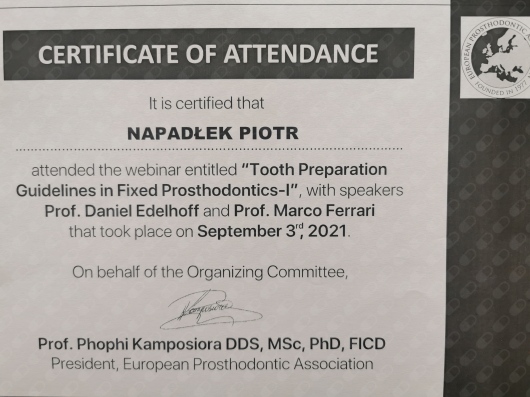 CERTIFICATE OF ATTENDANCE
EUROPEAN PROSTHODONTIC
FOUNDED IN 1977
It is certified that
NAPADŁEK PIOTR
attended the webinar entitled “Tooth Preparation
Guidelines in Fixed Prosthodontics-I”, with speakers
Prof. Daniel Edelhoff and Prof. Marco Ferrari
that took place on September 3rd, 2021.
On behalf of the Organizing Committee,
Kamposiora
Prof. Phophi Kamposiora DDS, MSc, PhD, FICD
President, European Prosthodontic Association